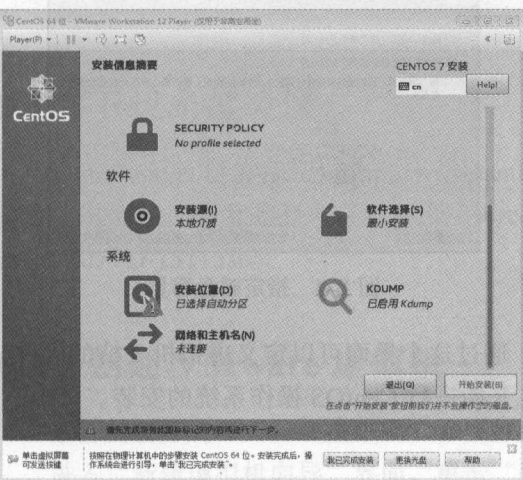 CentOS 64 位 - VMware Workstation 12 Player (仅用于非商业用途)
Player(P)
安装信息摘要
CENTOS 7 安装
cn
Help!
CentOS
SECURITY POLICY
No profile selected
软件
安装源(I)
本地介质
软件选择(S)
最小安装
系统
安装位置(D)
已选择自动分区
KDUMP
已启用 Kdump
网络和主机名(N)
未连接
退出(Q)
开始安装(B)
在点击"开始安装"按钮前我们并不会操作您的磁盘。
请先完成带有此图标标记的内容再进行下一步。
单击虚拟屏幕
可发送按键
按照在物理计算机中的步骤安装 CentOS 64 位。安装完成后，操
作系统会进行引导，单击"我已完成安装"。
我已完成安装
更换光盘
帮助